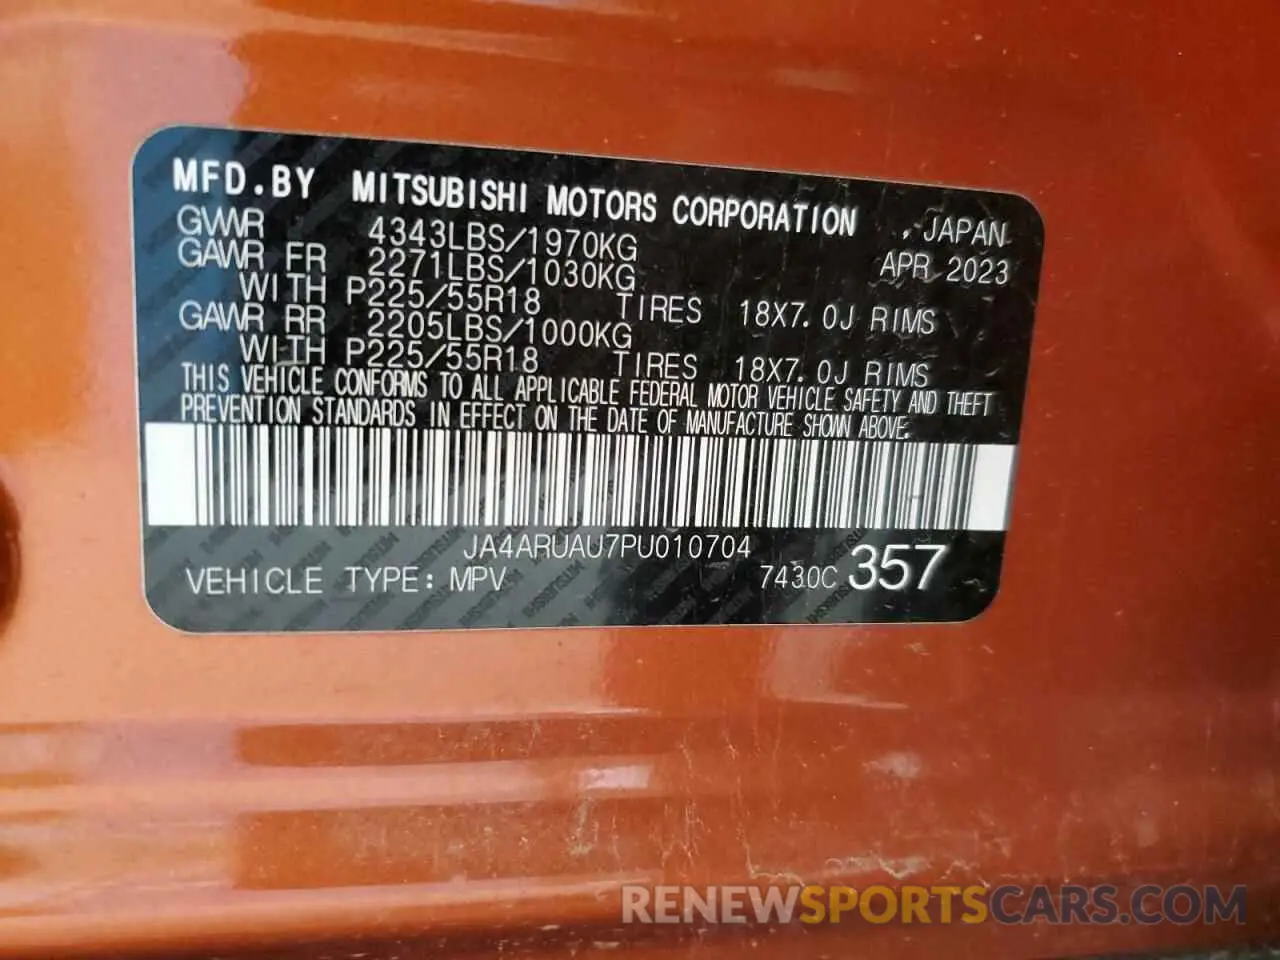 MFD.BY MITSUBISHI MOTORS CORPORATION , JAPAN
GVWR 4343LBS/1970KG APR 2023
GAWR FR 2271LBS/1030KG
WITH P225/55R18 TIRES 18X7.0J RIMS
GAWR RR 2205LBS/1000KG
WITH P225/55R18 TIRES 18X7.0J RIMS
THIS VEHICLE CONFORMS TO ALL APPLICABLE FEDERAL MOTOR VEHICLE SAFETY AND THEFT
PREVENTION STANDARDS IN EFFECT ON THE DATE OF MANUFACTURE SHOWN ABOVE.
JA4ARUAU7PU010704
VEHICLE TYPE: MPV 7430C 357
RENEWSPORTSCARS.COM